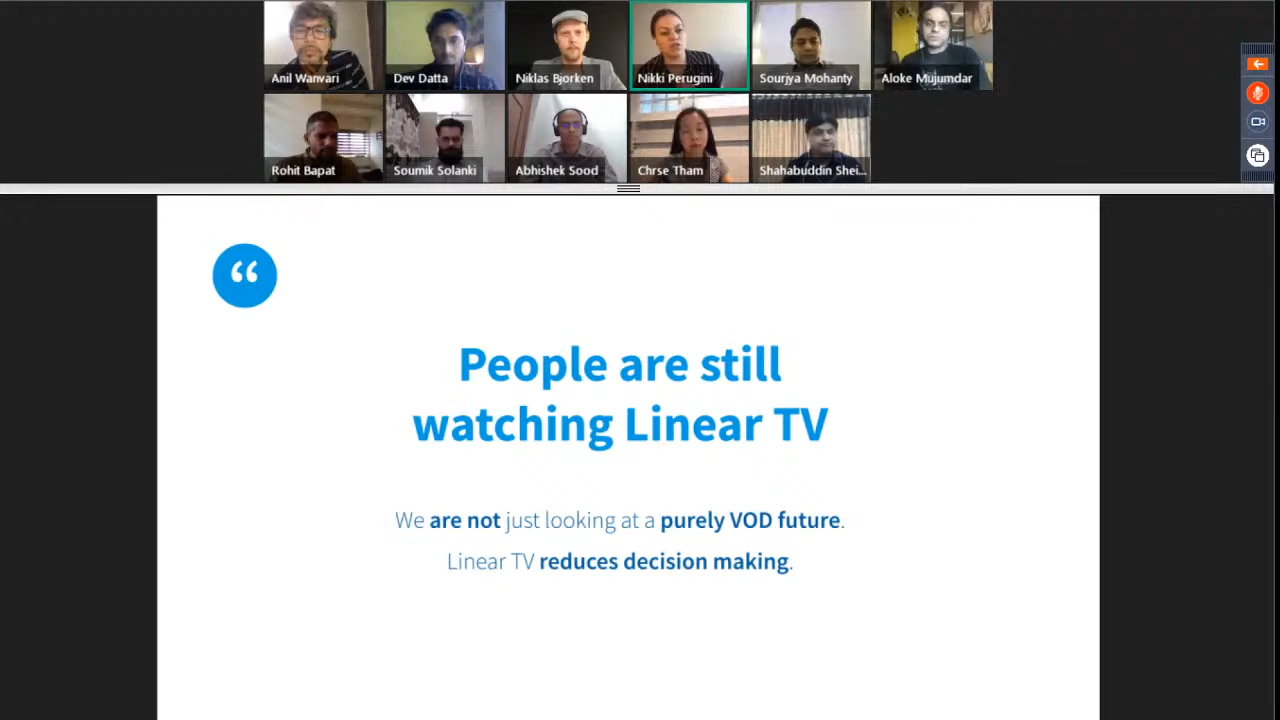 Anil Wanvari
Dev Datta
Niklas Bjorken
Nikki Perugini
Sourjya Mohanty
Aloke Mujumdar
Rohit Bapat
Soumik Solanki
Abhishek Sood
Chrse Tham
Shahabuddin Shei...
“
People are still
watching Linear TV
We are not just looking at a purely VOD future.
Linear TV reduces decision making.